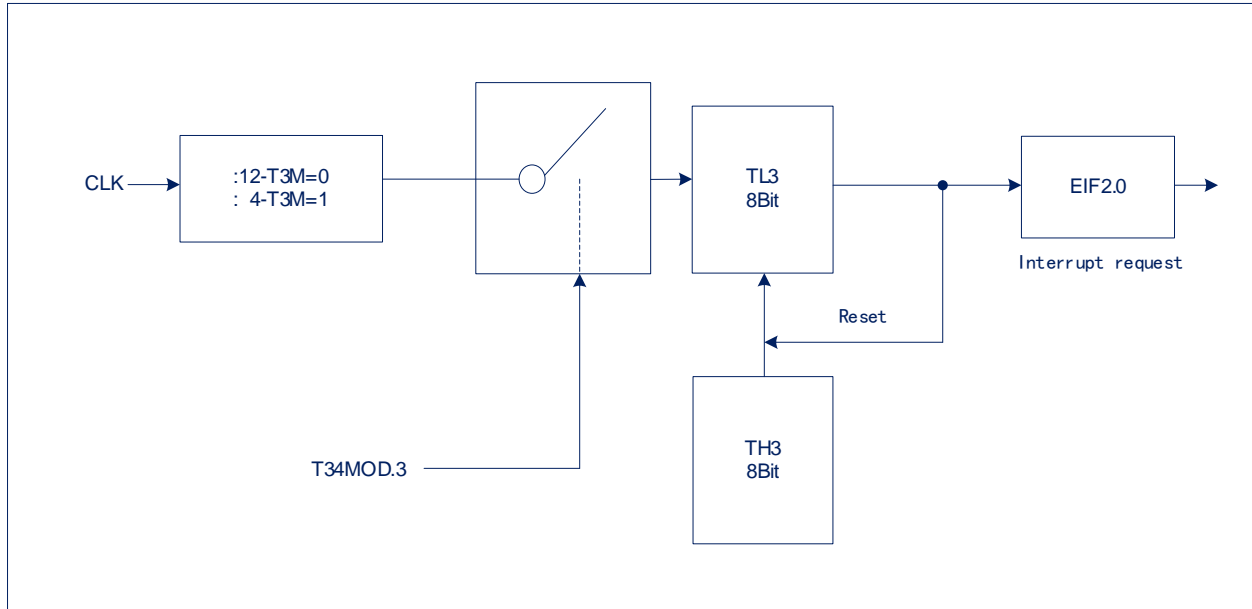 CLK
:12-T3M=0
: 4-T3M=1
TL3
8Bit
EIF2.0
Interrupt request
Reset
T34MOD.3
TH3
8Bit